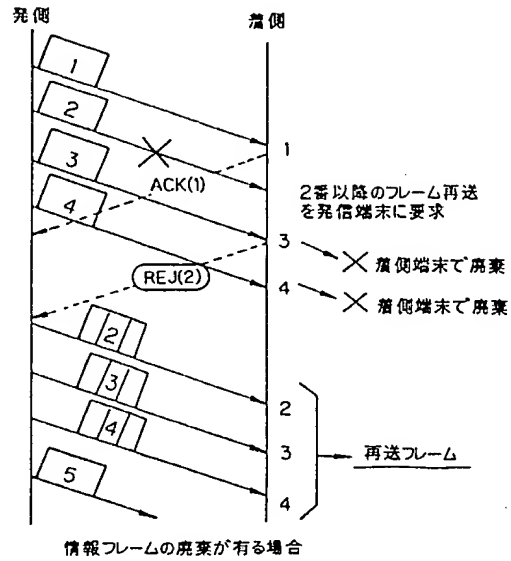 発側
着側
1
2
3
4
ACK(1)
1
2番以降のフレーム再送
を発信端末に要求
3
着側端末で廃棄
REJ(2)
4
着側端末で廃棄
2
3
4
5
2
3
4
再送フレーム
情報フレームの廃棄が有る場合